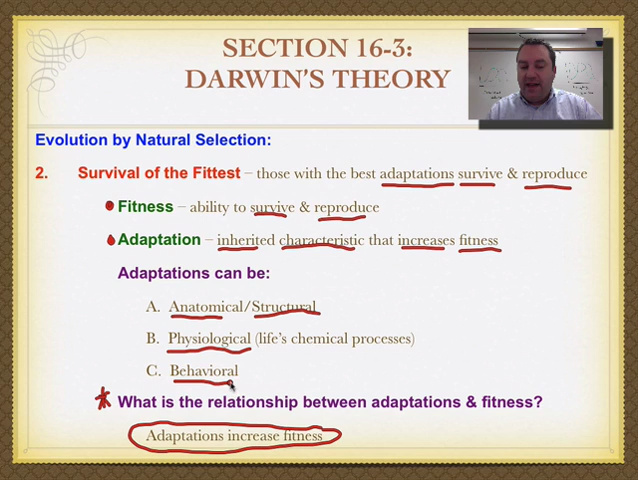 SECTION 16-3:
DARWIN'S THEORY
Evolution by Natural Selection:
2. Survival of the Fittest – those with the best adaptations survive & reproduce
Fitness – ability to survive & reproduce
Adaptation – inherited characteristic that increases fitness
Adaptations can be:
A. Anatomical/Structural
B. Physiological (life's chemical processes)
C. Behavioral
What is the relationship between adaptations & fitness?
Adaptations increase fitness